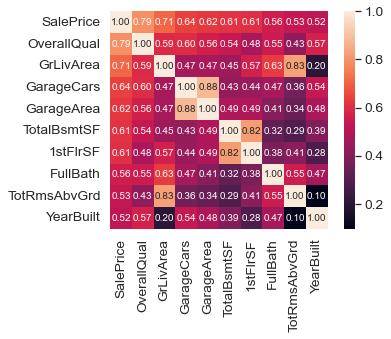 SalePrice 1.00 0.79 0.71 0.64 0.62 0.61 0.61 0.56 0.53 0.52
OverallQual 0.79 1.00 0.59 0.60 0.56 0.54 0.48 0.55 0.43 0.57
GrLivArea 0.71 0.59 1.00 0.47 0.47 0.45 0.57 0.63 0.83 0.20
GarageCars 0.64 0.60 0.47 1.00 0.88 0.43 0.44 0.47 0.36 0.54
GarageArea 0.62 0.56 0.47 0.88 1.00 0.49 0.49 0.41 0.34 0.48
TotalBsmtSF 0.61 0.54 0.45 0.43 0.49 1.00 0.82 0.32 0.29 0.39
1stFlrSF 0.61 0.48 0.57 0.44 0.49 0.82 1.00 0.38 0.41 0.28
FullBath 0.56 0.55 0.63 0.47 0.41 0.32 0.38 1.00 0.55 0.47
TotRmsAbvGrd 0.53 0.43 0.83 0.36 0.34 0.29 0.41 0.55 1.00 0.10
YearBuilt 0.52 0.57 0.20 0.54 0.48 0.39 0.28 0.47 0.10 1.00
SalePrice
OverallQual
GrLivArea
GarageCars
GarageArea
TotalBsmtSF
1stFlrSF
FullBath
TotRmsAbvGrd
YearBuilt
1.0
0.8
0.6
0.4
0.2